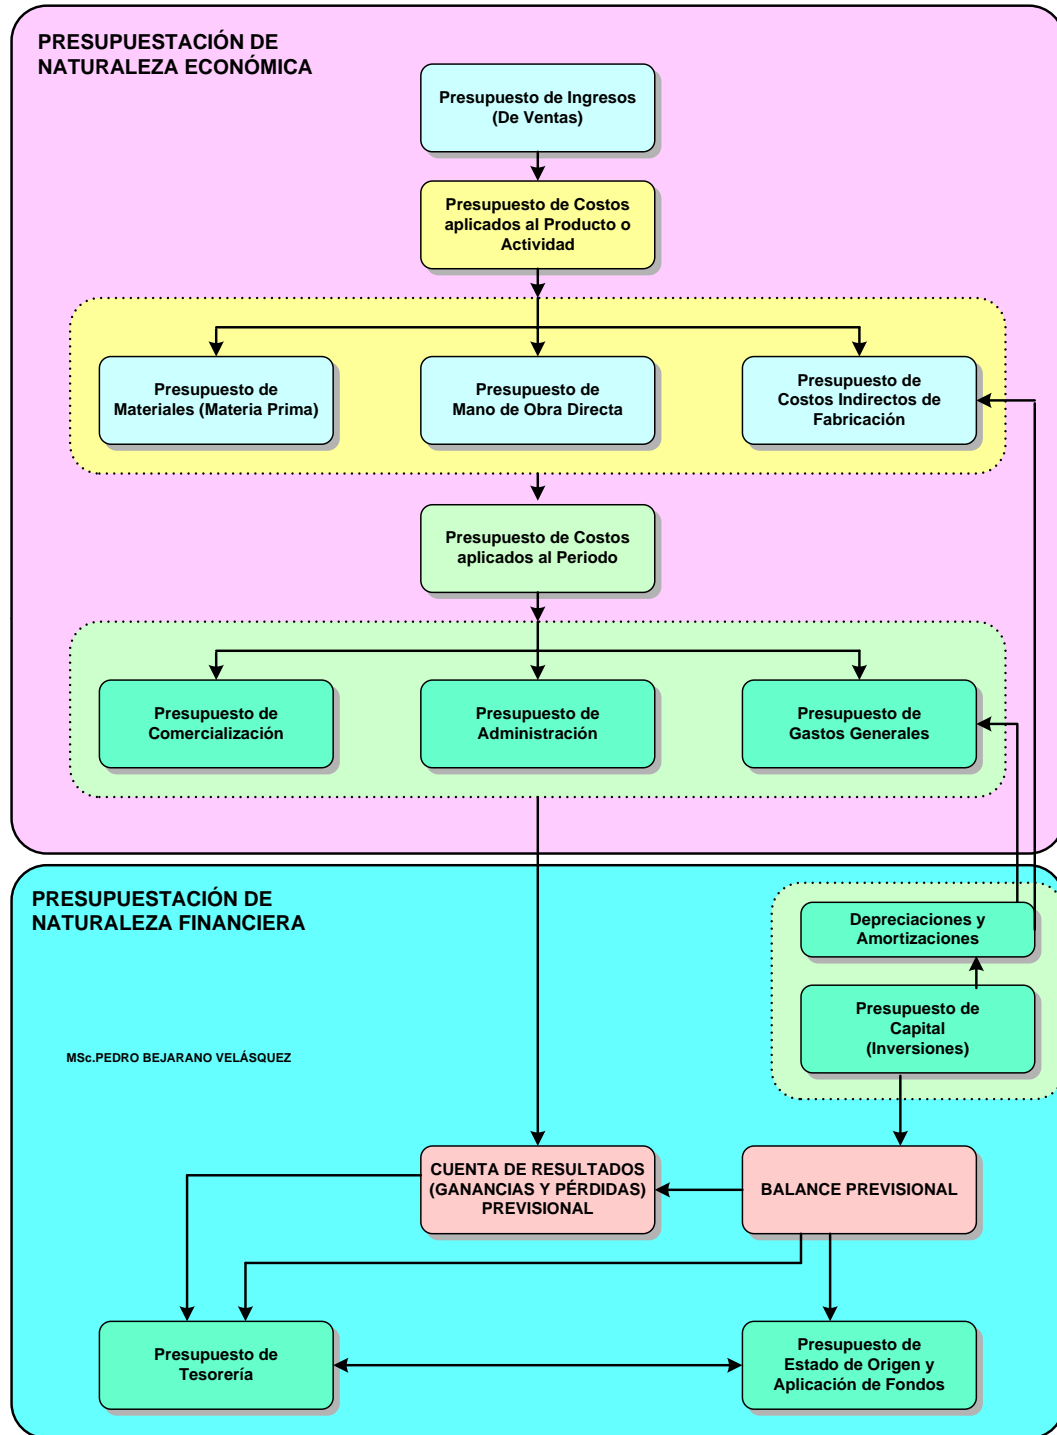 PRESUPUESTACIÓN DE
NATURALEZA ECONÓMICA
Presupuesto de Ingresos
(De Ventas)
Presupuesto de Costos
aplicados al Producto o
Actividad
Presupuesto de
Materiales (Materia Prima)
Presupuesto de
Mano de Obra Directa
Presupuesto de
Costos Indirectos de
Fabricación
Presupuesto de Costos
aplicados al Periodo
Presupuesto de
Comercialización
Presupuesto de
Administración
Presupuesto de
Gastos Generales
PRESUPUESTACIÓN DE
NATURALEZA FINANCIERA
Depreciaciones y
Amortizaciones
Presupuesto de
Capital
(Inversiones)
MSc.PEDRO BEJARANO VELÁSQUEZ
CUENTA DE RESULTADOS
(GANANCIAS Y PÉRDIDAS)
PREVISIONAL
BALANCE PREVISIONAL
Presupuesto de
Tesorería
Presupuesto de
Estado de Origen y
Aplicación de Fondos